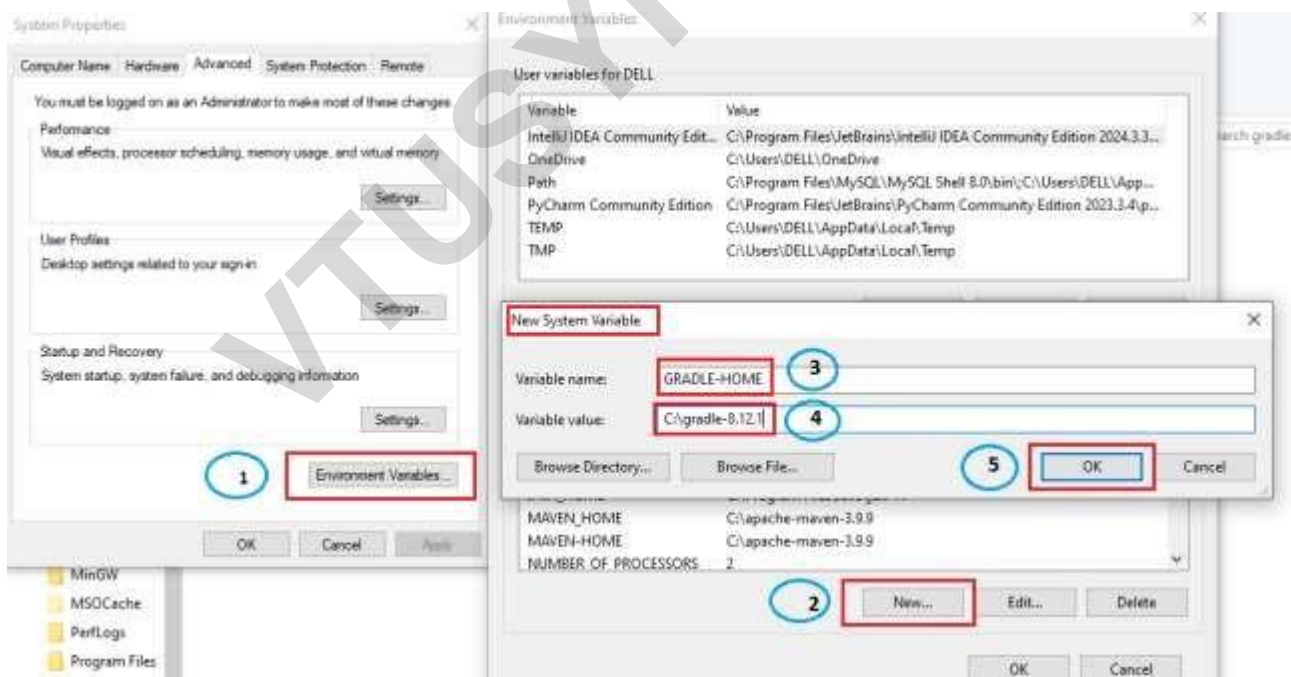 System Properties
Computer Name Hardware Advanced System Protection Remote
You must be logged on as an Administrator to make most of these changes.
Performance
Visual effects, processor scheduling, memory usage, and virtual memory
Settings...
User Profiles
Desktop settings related to your sign-in
Settings...
Startup and Recovery
System startup, system failure, and debugging information
Settings...
1
Environment Variables...
OK Cancel Apply
MinGW
MSOCache
PerfLogs
Program Files
Environment Variables
User variables for DELL
Variable Value
IntelliJ IDEA Community Edit... C:\Program Files\JetBrains\IntelliJ IDEA Community Edition 2024.3.3...
OneDrive C:\Users\DELL\OneDrive
Path C:\Program Files\MySQL\MySQL Shell 8.0\bin\;C:\Users\DELL\App...
PyCharm Community Edition C:\Program Files\JetBrains\PyCharm Community Edition 2023.3.4\p...
TEMP C:\Users\DELL\AppData\Local\Temp
TMP C:\Users\DELL\AppData\Local\Temp
New System Variable
Variable name: GRADLE-HOME 3
Variable value: C:\gradle-8.12.1 4
Browse Directory... Browse File... 5 OK Cancel
MAVEN_HOME C:\apache-maven-3.9.9
MAVEN-HOME C:\apache-maven-3.9.9
NUMBER_OF_PROCESSORS 2
2 New... Edit... Delete
OK Cancel
arch gradle
VTUSY